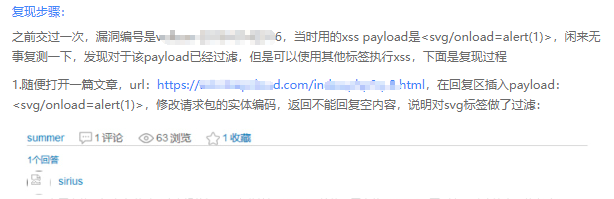 复现步骤：
之前交过一次，漏洞编号是 6，当时用的xss payload是<svg/onload=alert(1)>，闲来无
事复测一下，发现对于该payload已经过滤，但是可以使用其他标签执行xss，下面是复现过程
1.随便打开一篇文章，url：https:// .com/ .html，在回复区插入payload：
<svg/onload=alert(1)>，修改请求包的实体编码，返回不能回复空内容，说明对svg标签做了过滤：
summer 1评论 63 浏览 1收藏
1个回答
sirius